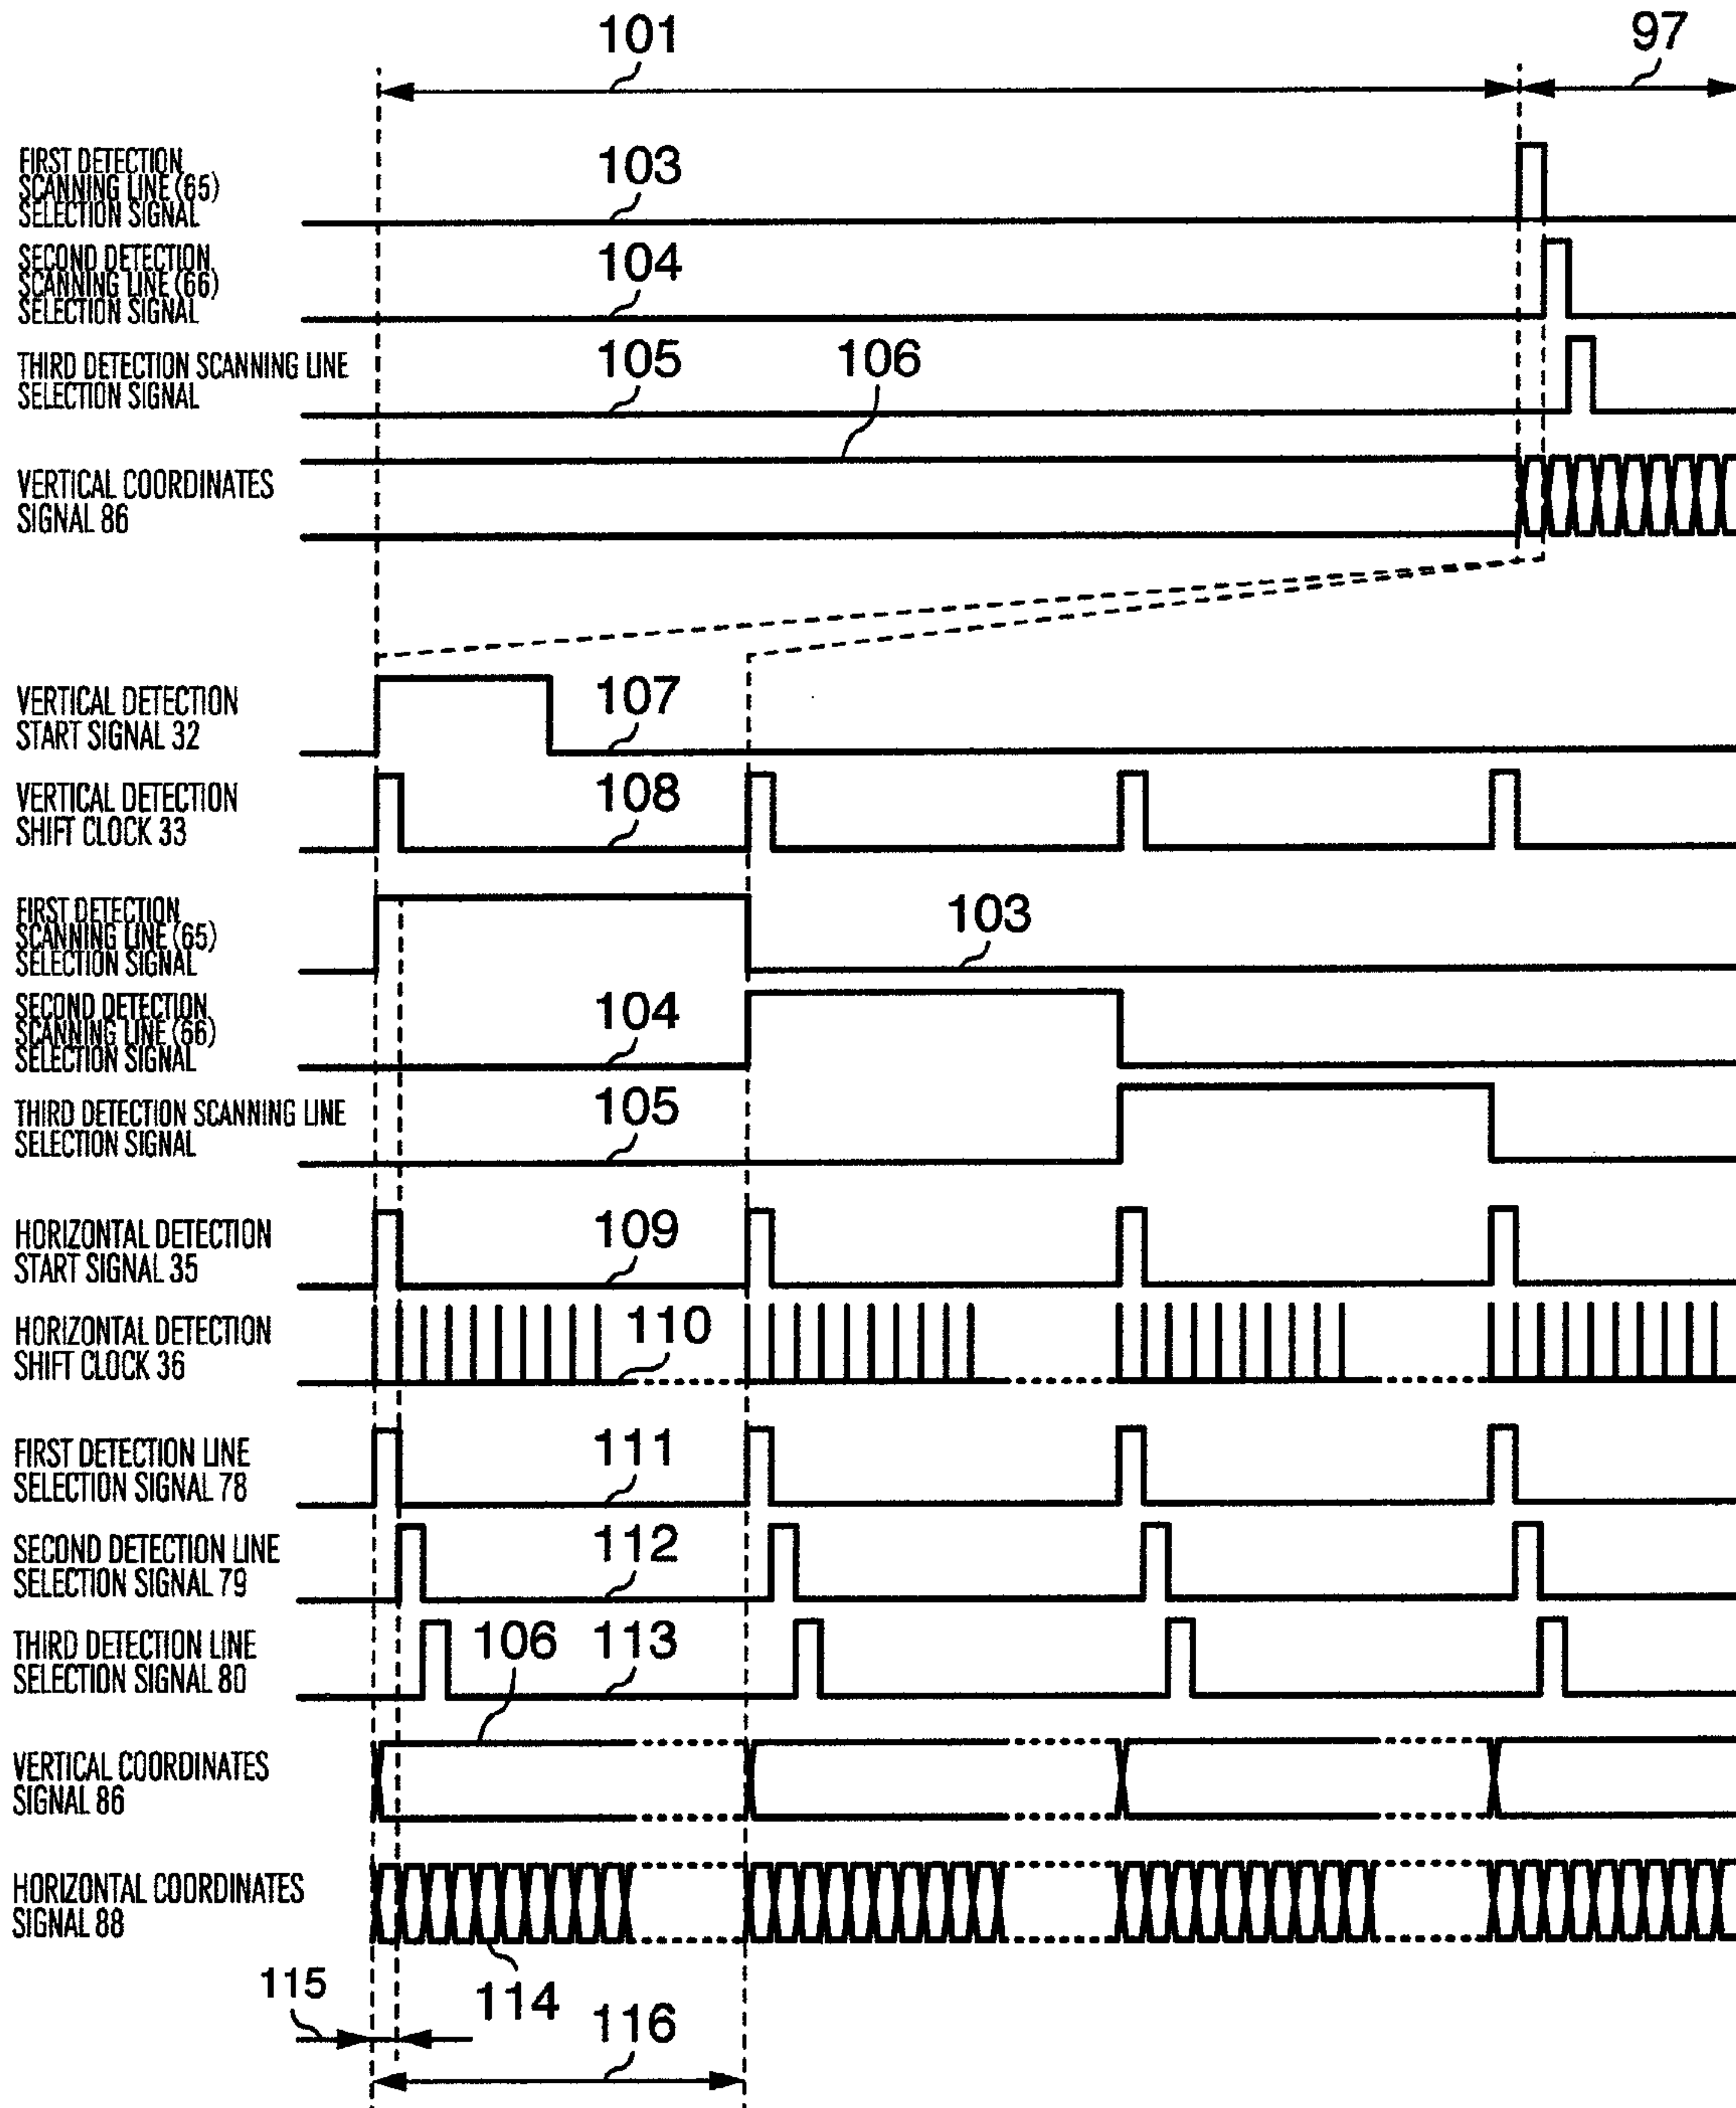 101
97
FIRST DETECTION
SCANNING LINE (65)
SELECTION SIGNAL
103
SECOND DETECTION
SCANNING LINE (66)
SELECTION SIGNAL
104
THIRD DETECTION SCANNING LINE
SELECTION SIGNAL
105
106
VERTICAL COORDINATES
SIGNAL 86
VERTICAL DETECTION
START SIGNAL 32
107
VERTICAL DETECTION
SHIFT CLOCK 33
108
FIRST DETECTION
SCANNING LINE (65)
SELECTION SIGNAL
103
SECOND DETECTION
SCANNING LINE (66)
SELECTION SIGNAL
104
THIRD DETECTION SCANNING LINE
SELECTION SIGNAL
105
HORIZONTAL DETECTION
START SIGNAL 35
109
HORIZONTAL DETECTION
SHIFT CLOCK 36
110
FIRST DETECTION LINE
SELECTION SIGNAL 78
111
SECOND DETECTION LINE
SELECTION SIGNAL 79
112
THIRD DETECTION LINE
SELECTION SIGNAL 80
106
113
VERTICAL COORDINATES
SIGNAL 86
HORIZONTAL COORDINATES
SIGNAL 88
115
114
116